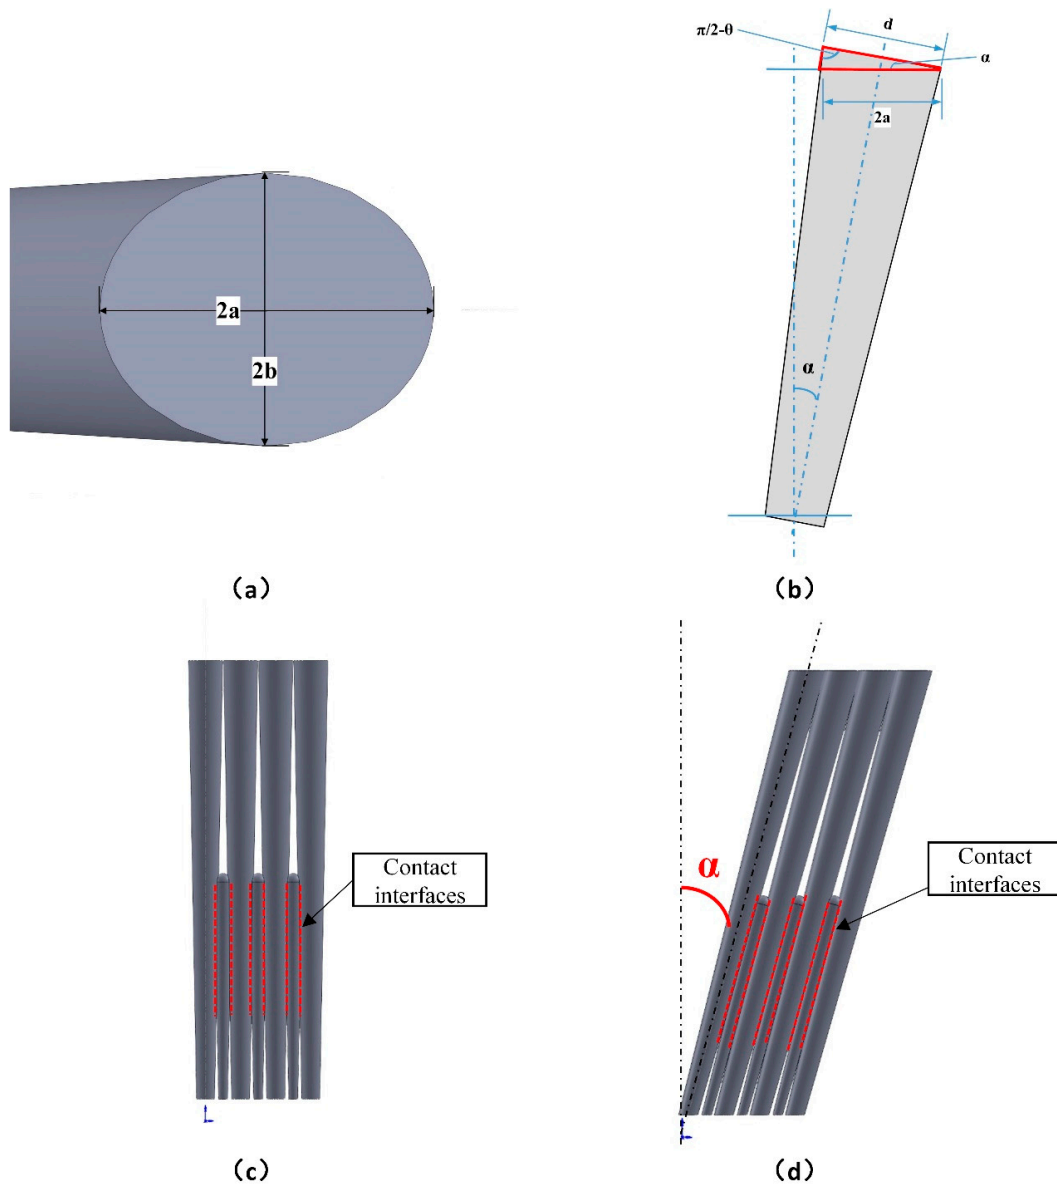 2a
2b
d
π/2-θ
α
2a
α
(a)
(b)
Contact
interfaces
α
Contact
interfaces
(c)
(d)